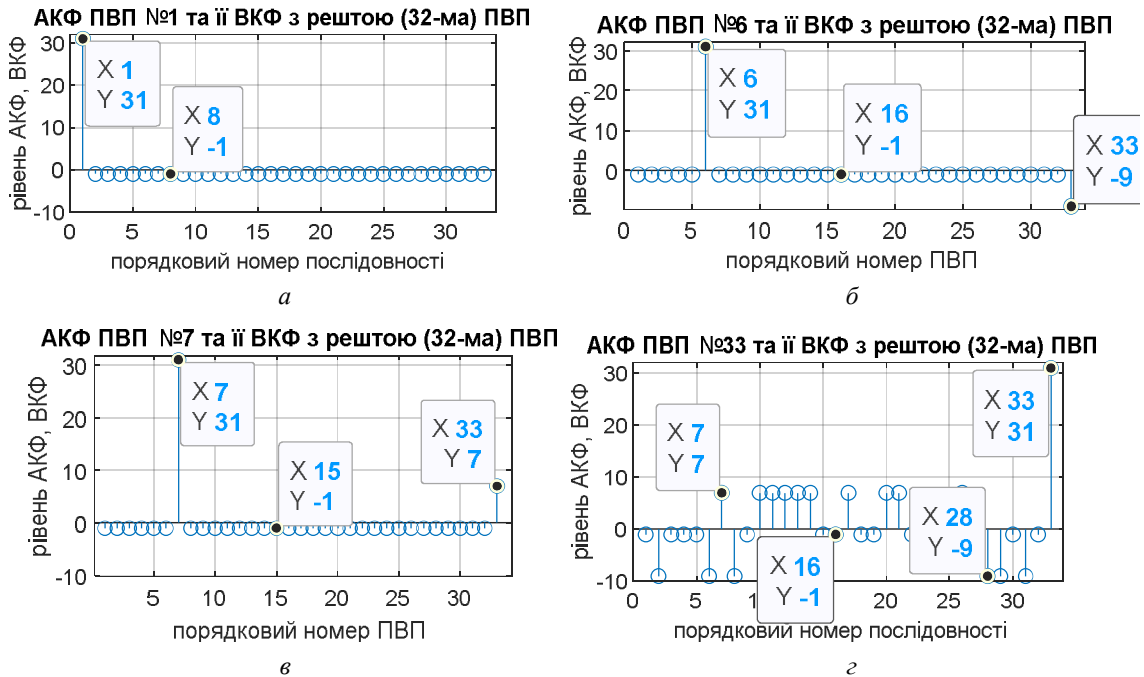 АКФ ПВП №1 та її ВКФ з рештою (32-ма) ПВП
рівень АКФ, ВКФ
30
20
10
0
-10
X 1
Y 31
X 8
Y -1
0 5 10 15 20 25 30
порядковий номер послідовності
а
АКФ ПВП №6 та її ВКФ з рештою (32-ма) ПВП
рівень АКФ, ВКФ
30
20
10
0
X 6
Y 31
X 16
Y -1
X 33
Y -9
0 5 10 15 20 25 30
порядковий номер ПВП
б
АКФ ПВП №7 та її ВКФ з рештою (32-ма) ПВП
рівень АКФ, ВКФ
30
20
10
0
-10
X 7
Y 31
X 15
Y -1
X 33
Y 7
5 10 15 20 25 30
порядковий номер ПВП
в
АКФ ПВП №33 та її ВКФ з рештою (32-ма) ПВП
рівень АКФ, ВКФ
30
20
10
0
-10
X 7
Y 7
X 33
Y 31
X 28
Y -9
X 16
Y -1
0 5 10 20 25 30
порядковий номер послідовності
г